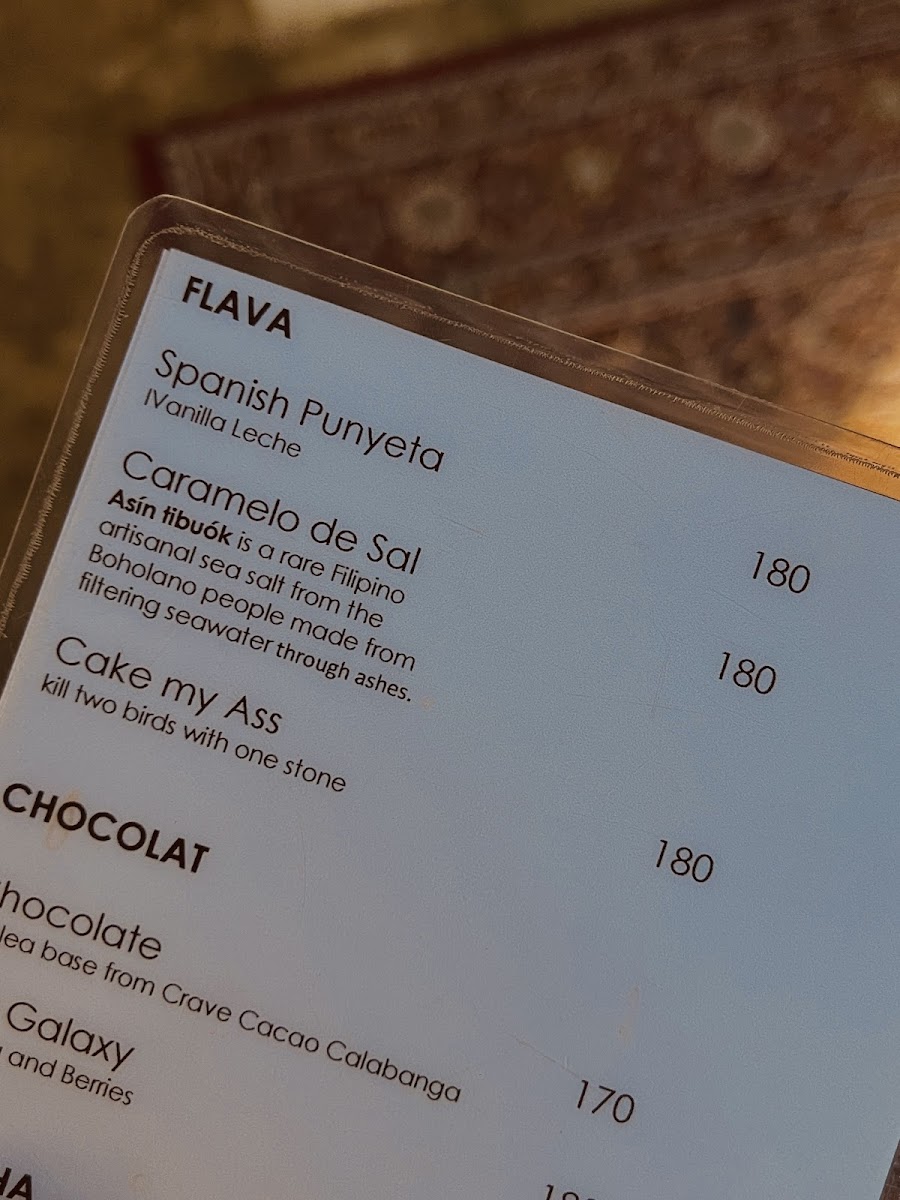 FLAVA
Spanish Punyeta
IVanilla Leche
180
Caramelo de Sal
Asín tibuók is a rare Filipino
artisanal sea salt from the
Boholano people made from
filtering seawater through ashes.
180
Cake my Ass
kill two birds with one stone
180
CHOCOLAT
hocolate
lea base from Crave Cacao Calabanga
170
Galaxy
and Berries